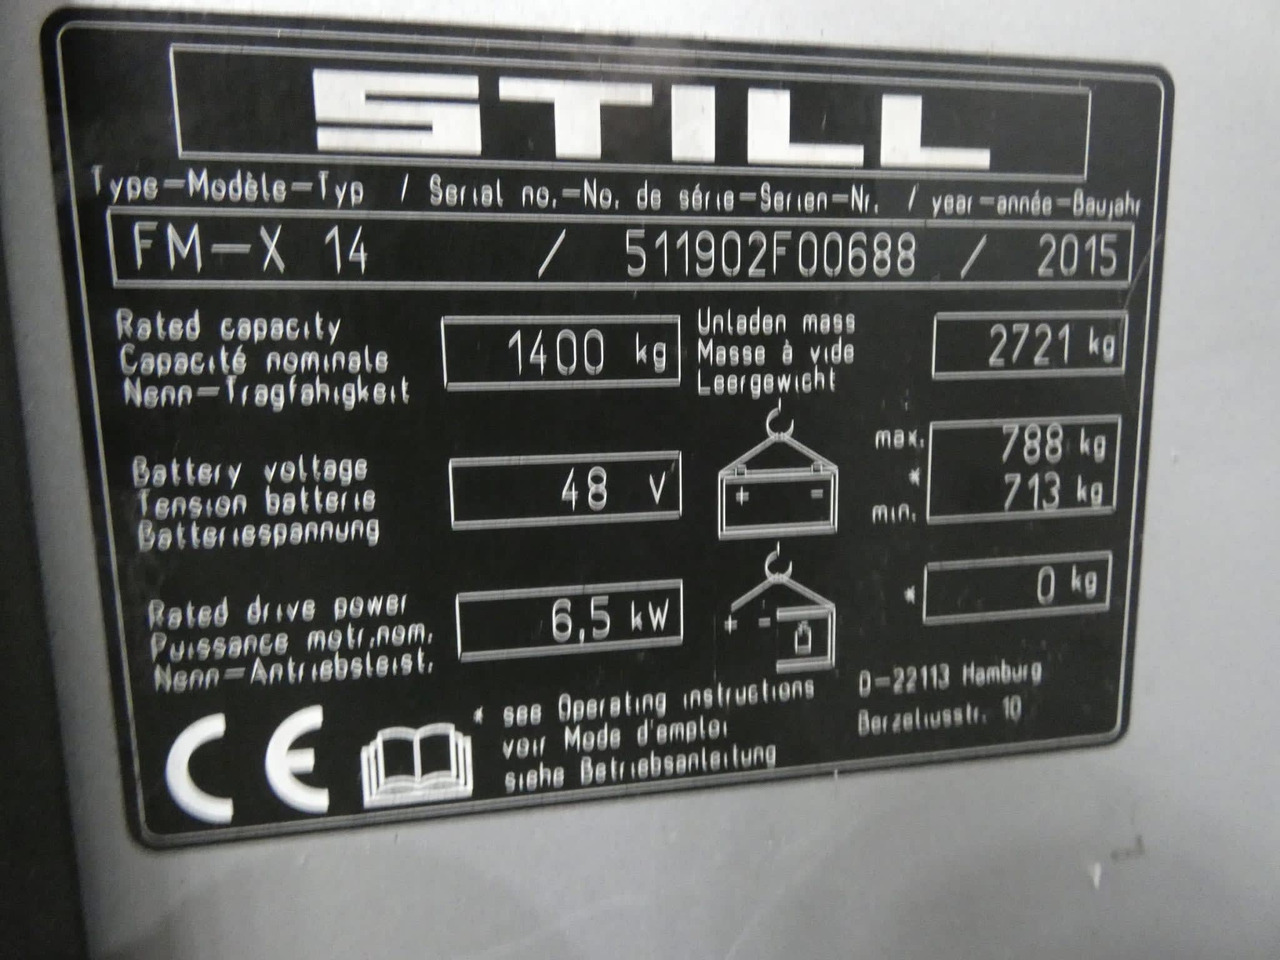 STILL
Type-Modèle-Typ / Serial no.-No. de série-Serien-Nr. / year-année-Baujahr
FM-X 14 / 511902F00688 / 2015
Rated capacity
Capacité nominale
Nenn-Tragfahigkeit
1400 kg
Unladen mass
Masse à vide
Leergewicht
2721 kg
Battery voltage
Tension batterie
Batteriespannung
48 V
+ -
max. 788 kg
*
min. 713 kg
Rated drive power
Puissance motr.nom.
Nenn-Antriebsleist.
6,5 kW
+ -
* 0 kg
CE
* see Operating instructions
voir Mode d'emploi
siehe Betriebsanleitung
D-22113 Hamburg
Berzeliusstr. 10